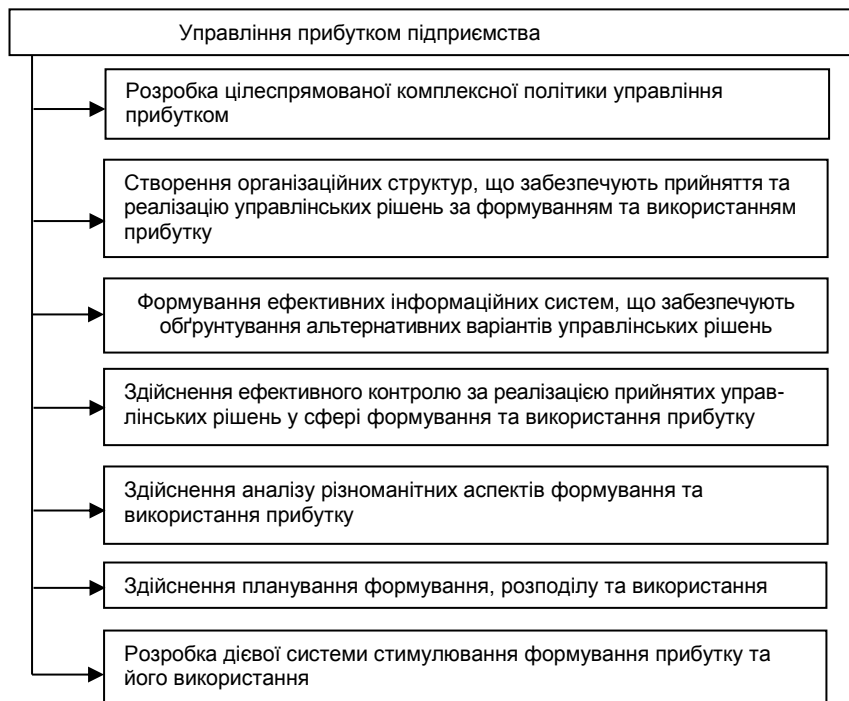 Управління прибутком підприємства
Розробка цілеспрямованої комплексної політики управління
прибутком
Створення організаційних структур, що забезпечують прийняття та
реалізацію управлінських рішень за формуванням та використанням
прибутку
Формування ефективних інформаційних систем, що забезпечують
обґрунтування альтернативних варіантів управлінських рішень
Здійснення ефективного контролю за реалізацією прийнятих управ-
лінських рішень у сфері формування та використання прибутку
Здійснення аналізу різноманітних аспектів формування та
використання прибутку
Здійснення планування формування, розподілу та використання
Розробка дієвої системи стимулювання формування прибутку та
його використання